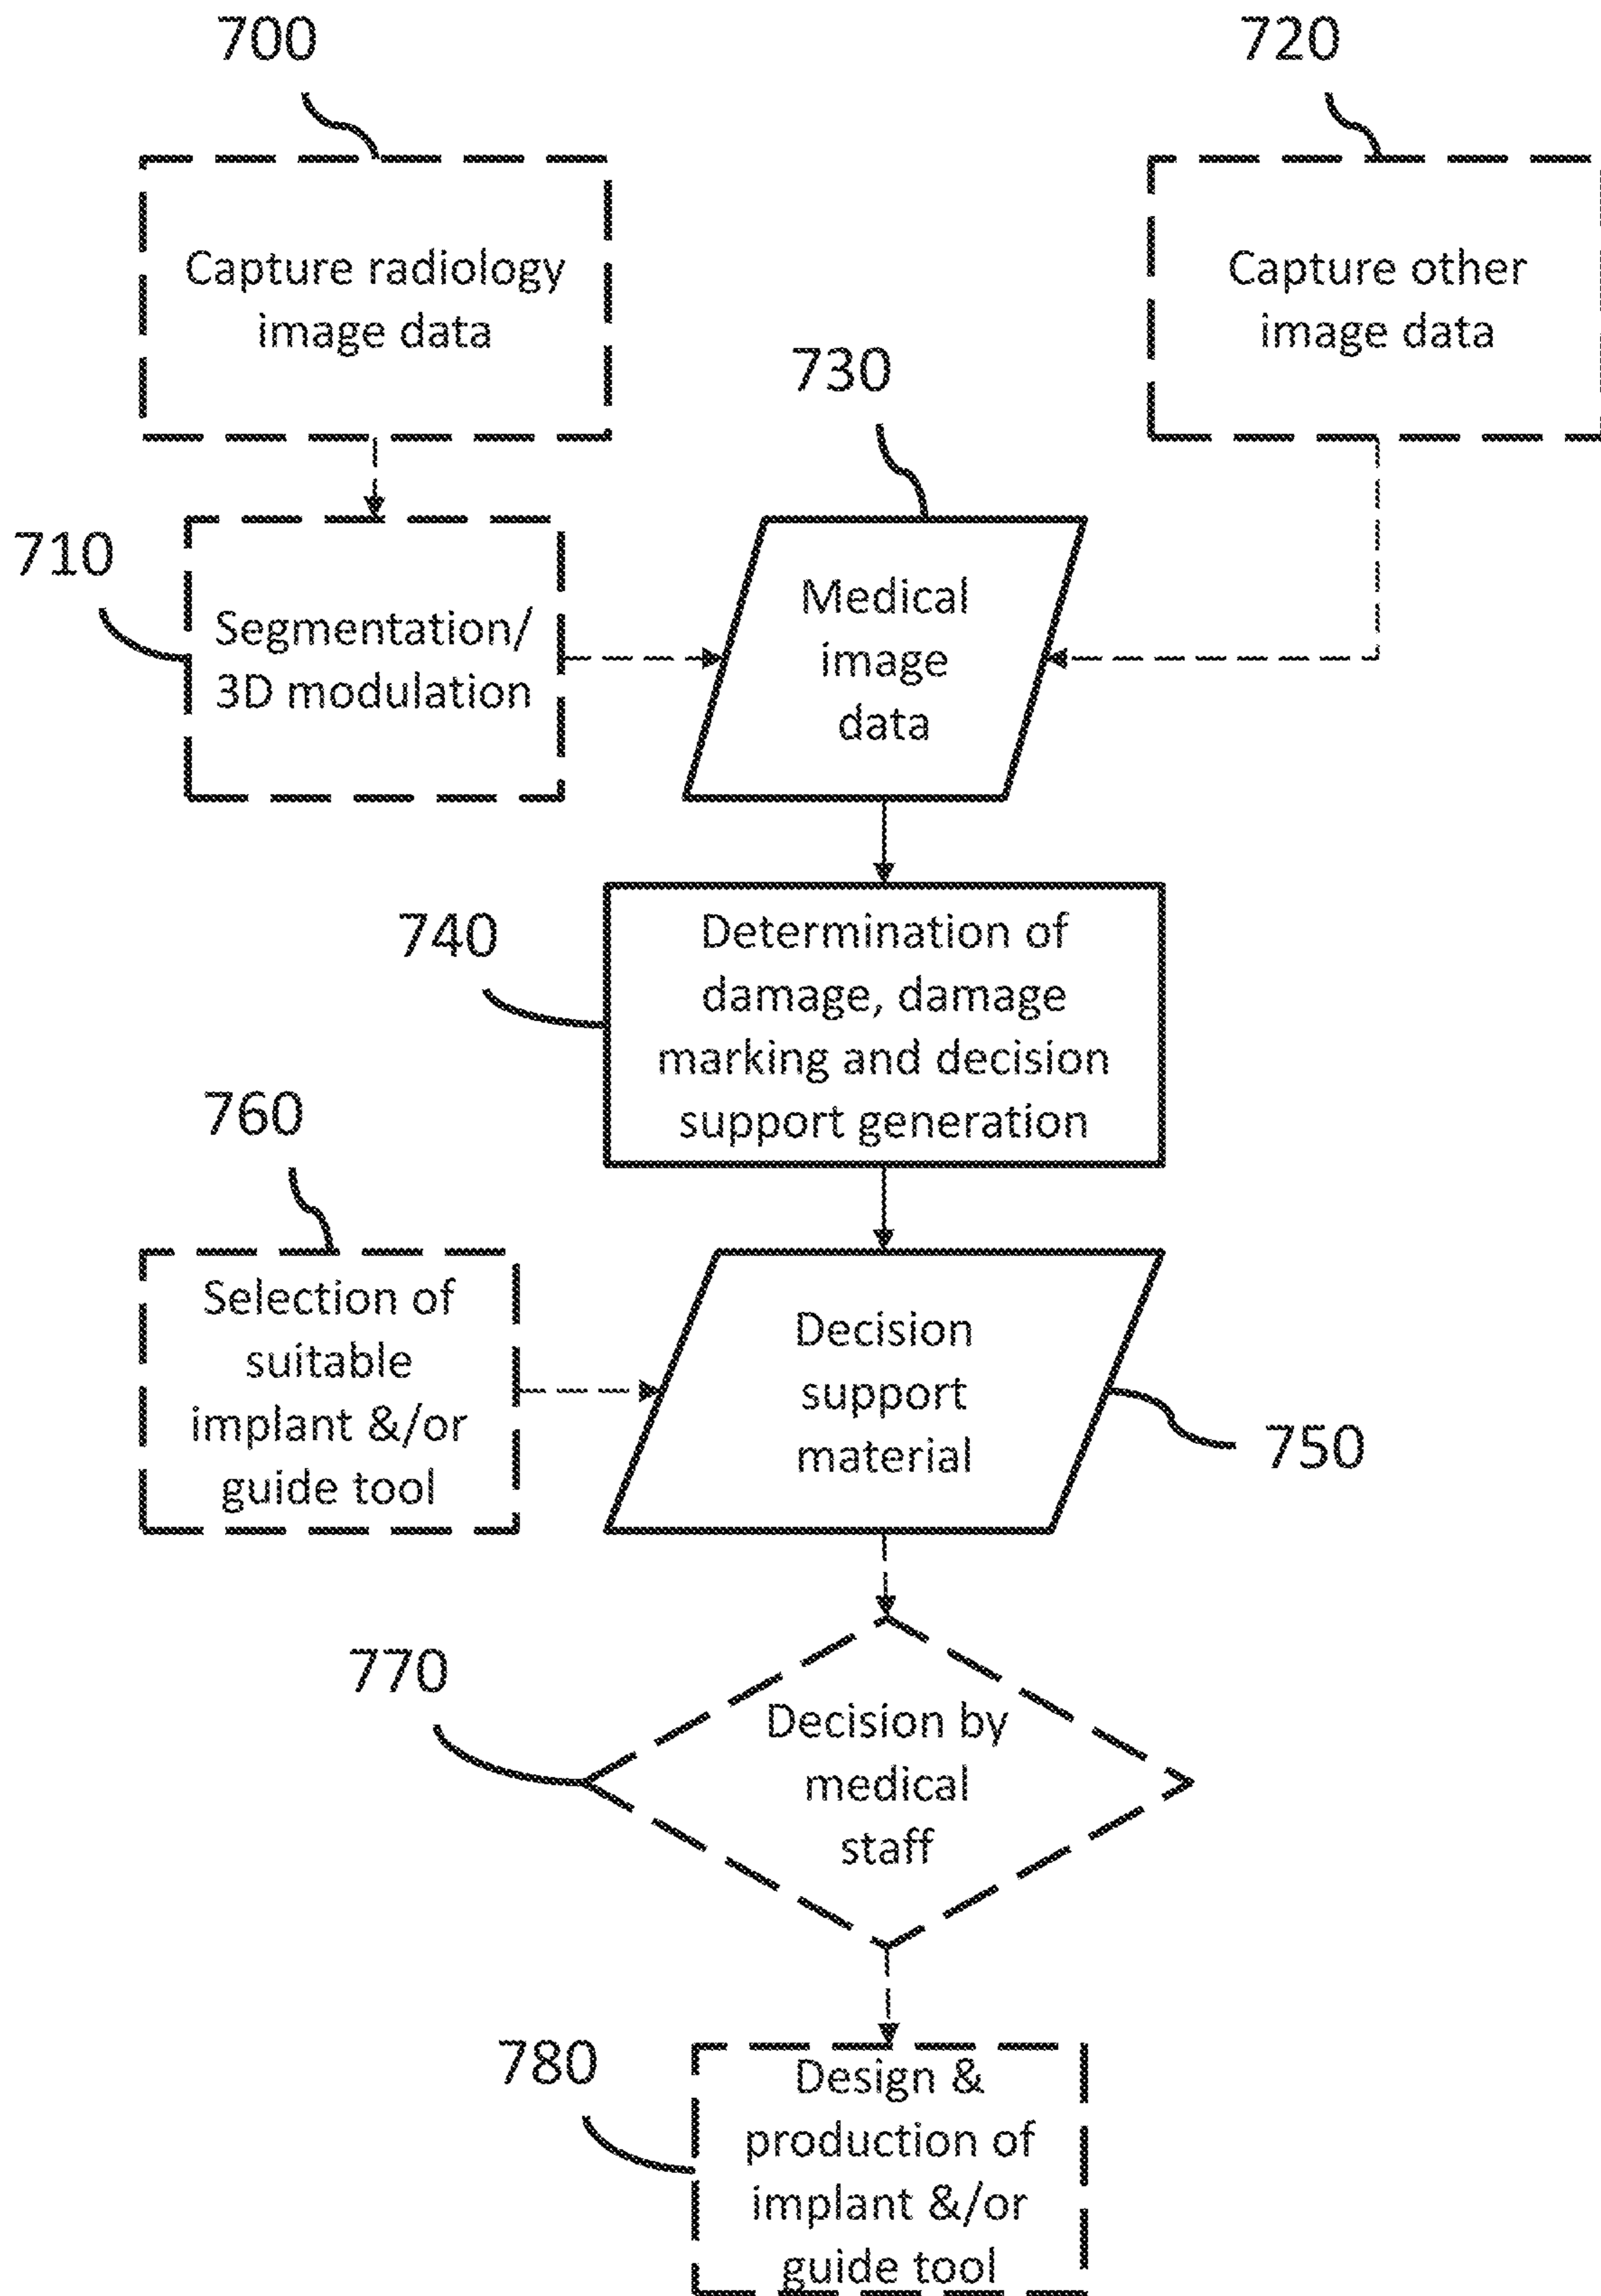 700
720
Capture radiology
image data
Capture other
image data
730
710
Segmentation/
3D modulation
Medical
image
data
740
Determination of
damage, damage
marking and decision
support generation
760
Selection of
suitable
implant &/or
guide tool
Decision
support
material
750
770
Decision by
medical
staff
780
Design &
production of
implant &/or
guide tool